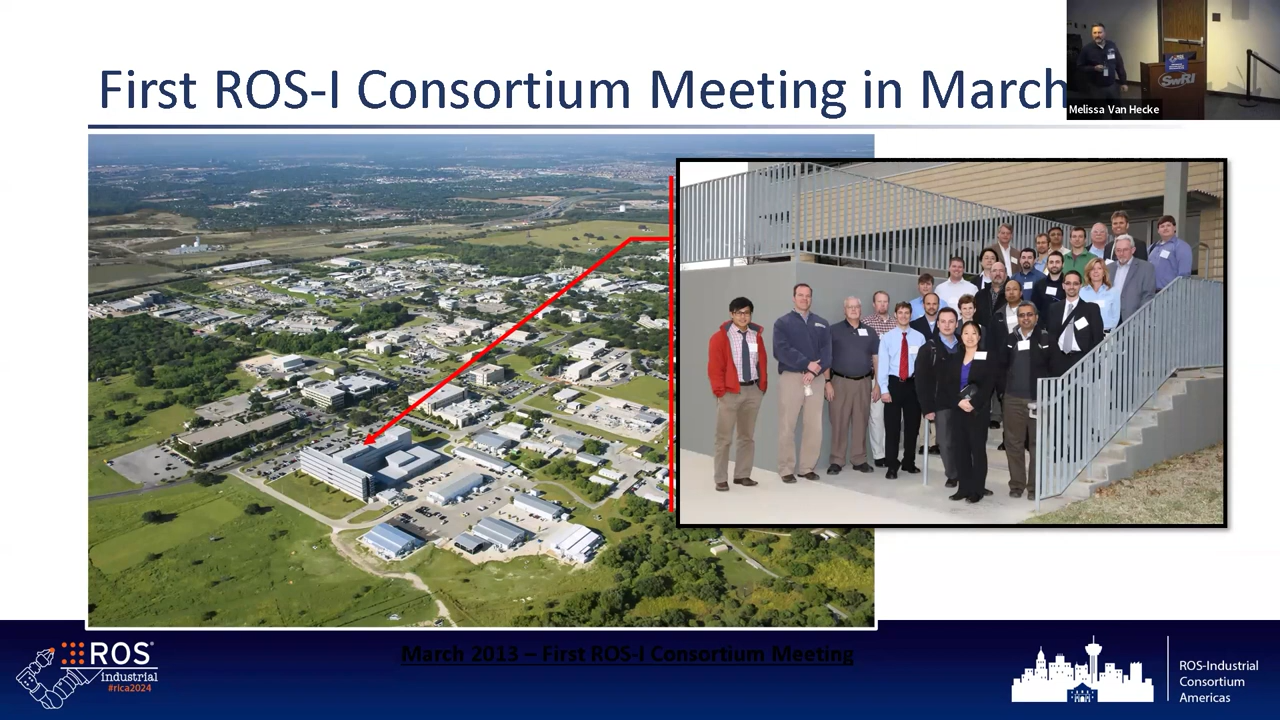 First ROS-I Consortium Meeting in March
SwRI
Melissa Van Hecke
March 2013 – First ROS-I Consortium Meeting
ROS
Industrial
#rica2024
ROS-Industrial
Consortium
Americas